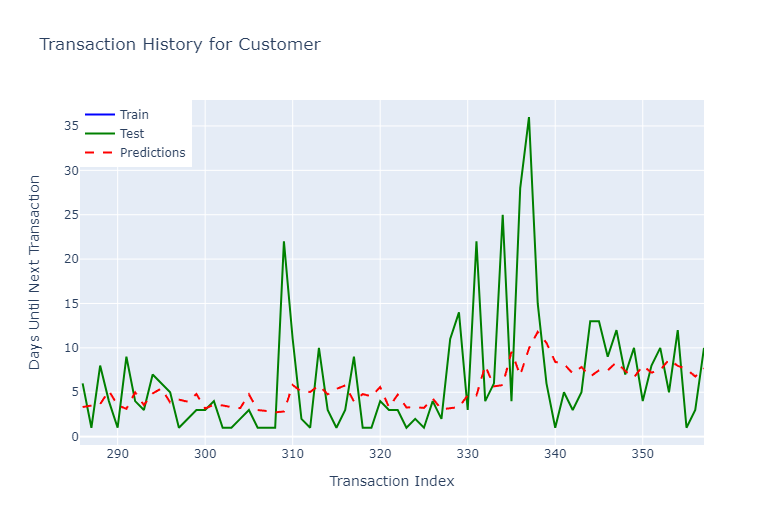 Transaction History for Customer
Train
Test
Predictions
35
30
25
20
15
10
5
0
Days Until Next Transaction
290 300 310 320 330 340 350
Transaction Index